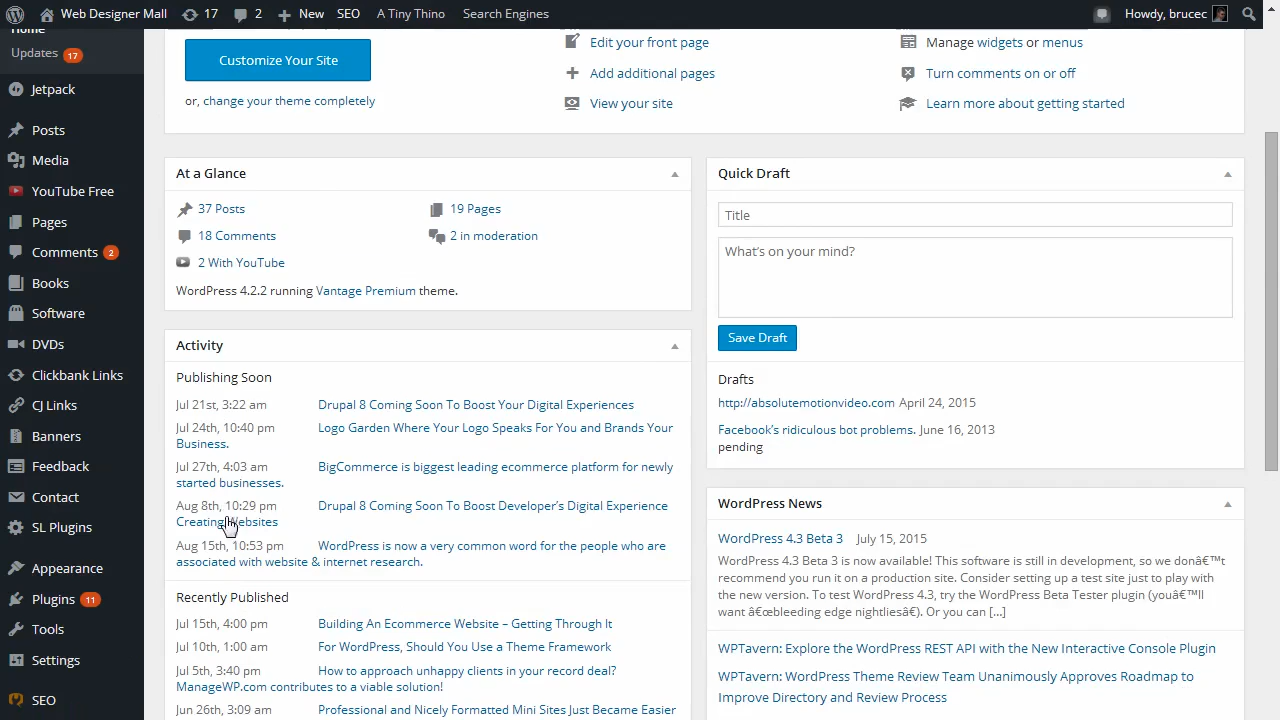 Web Designer Mall 17 2 New SEO A Tiny Thino Search Engines Howdy, brucec
Home
Updates 17
Jetpack
Posts
Media
YouTube Free
Pages
Comments 2
Books
Software
DVDs
Clickbank Links
CJ Links
Banners
Feedback
Contact
SL Plugins
Appearance
Plugins 11
Tools
Settings
SEO
Customize Your Site
or, change your theme completely
Edit your front page
Add additional pages
View your site
Manage widgets or menus
Turn comments on or off
Learn more about getting started
At a Glance
37 Posts
19 Pages
18 Comments
2 in moderation
2 With YouTube
WordPress 4.2.2 running Vantage Premium theme.
Activity
Publishing Soon
Jul 21st, 3:22 am Drupal 8 Coming Soon To Boost Your Digital Experiences
Jul 24th, 10:40 pm Logo Garden Where Your Logo Speaks For You and Brands Your
Business.
Jul 27th, 4:03 am BigCommerce is biggest leading ecommerce platform for newly
started businesses.
Aug 8th, 10:29 pm Drupal 8 Coming Soon To Boost Developer's Digital Experience
Creating Websites
Aug 15th, 10:53 pm WordPress is now a very common word for the people who are
associated with website & internet research.
Recently Published
Jul 15th, 4:00 pm Building An Ecommerce Website – Getting Through It
Jul 10th, 1:00 am For WordPress, Should You Use a Theme Framework
Jul 5th, 3:40 pm How to approach unhappy clients in your record deal?
ManageWP.com contributes to a viable solution!
Jun 26th, 3:09 am Professional and Nicely Formatted Mini Sites Just Became Easier
Quick Draft
Title
What's on your mind?
Save Draft
Drafts
http://absolutemotionvideo.com April 24, 2015
Facebook's ridiculous bot problems. June 16, 2013
pending
WordPress News
WordPress 4.3 Beta 3 July 15, 2015
WordPress 4.3 Beta 3 is now available! This software is still in development, so we donâ€™t
recommend you run it on a production site. Consider setting up a test site just to play with
the new version. To test WordPress 4.3, try the WordPress Beta Tester plugin (youâ€™ll
want â€œbleeding edge nightliesâ€). Or you can [...]
WPTavern: Explore the WordPress REST API with the New Interactive Console Plugin
WPTavern: WordPress Theme Review Team Unanimously Approves Roadmap to
Improve Directory and Review Process